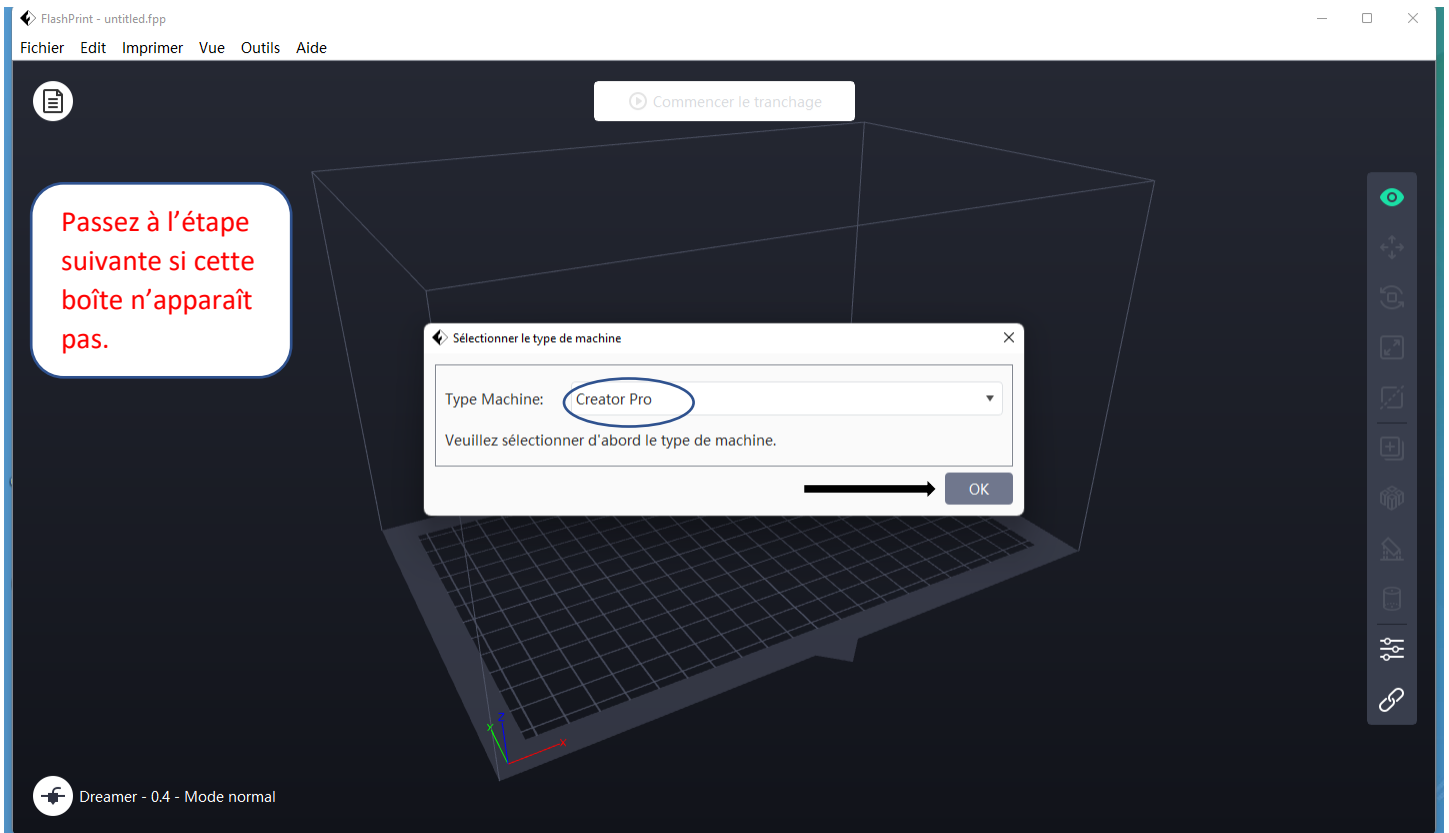 FlashPrint - untitled.fpp
Fichier Edit Imprimer Vue Outils Aide
Commencer le tranchage
Passez à l’étape
suivante si cette
boîte n’apparaît
pas.
Sélectionner le type de machine
Type Machine: Creator Pro
Veuillez sélectionner d'abord le type de machine.
OK
Z
Y
X
Dreamer - 0.4 - Mode normal